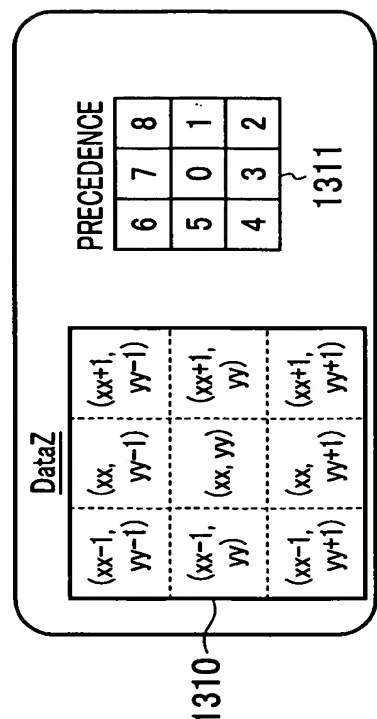 DataZ
(xx-1, yy-1)
(xx, yy-1)
(xx+1, yy-1)
(xx-1, yy)
(xx, yy)
(xx+1, yy)
(xx-1, yy+1)
(xx, yy+1)
(xx+1, yy+1)
1310
PRECEDENCE
6 7 8
5 0 1
4 3 2
1311